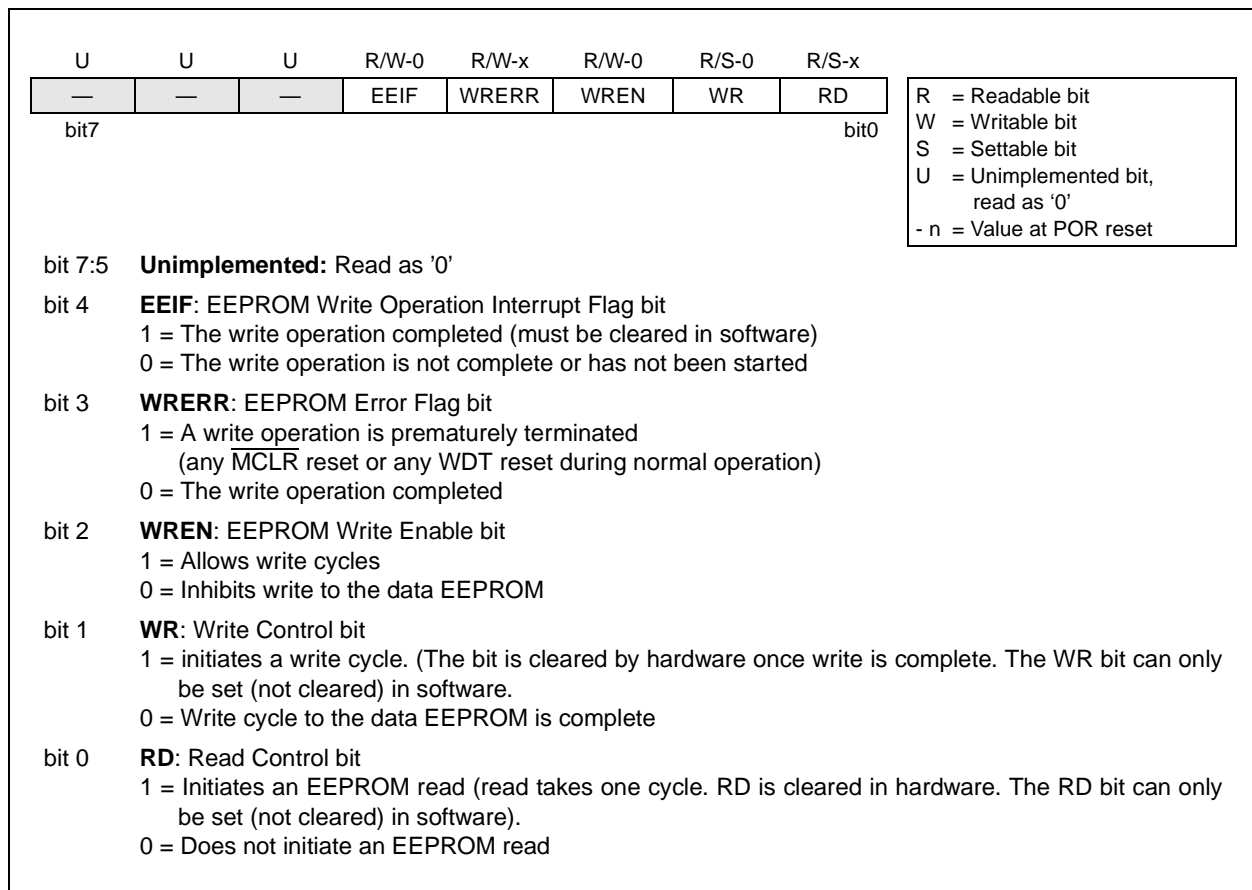 U U U R/W-0 R/W-x R/W-0 R/S-0 R/S-x
— — — EEIF WRERR WREN WR RD
bit7 bit0
R = Readable bit
W = Writable bit
S = Settable bit
U = Unimplemented bit,
read as ‘0’
- n = Value at POR reset
bit 7:5 Unimplemented: Read as '0'
bit 4 EEIF: EEPROM Write Operation Interrupt Flag bit
1 = The write operation completed (must be cleared in software)
0 = The write operation is not complete or has not been started
bit 3 WRERR: EEPROM Error Flag bit
1 = A write operation is prematurely terminated
(any MCLR reset or any WDT reset during normal operation)
0 = The write operation completed
bit 2 WREN: EEPROM Write Enable bit
1 = Allows write cycles
0 = Inhibits write to the data EEPROM
bit 1 WR: Write Control bit
1 = initiates a write cycle. (The bit is cleared by hardware once write is complete. The WR bit can only
be set (not cleared) in software.
0 = Write cycle to the data EEPROM is complete
bit 0 RD: Read Control bit
1 = Initiates an EEPROM read (read takes one cycle. RD is cleared in hardware. The RD bit can only
be set (not cleared) in software).
0 = Does not initiate an EEPROM read